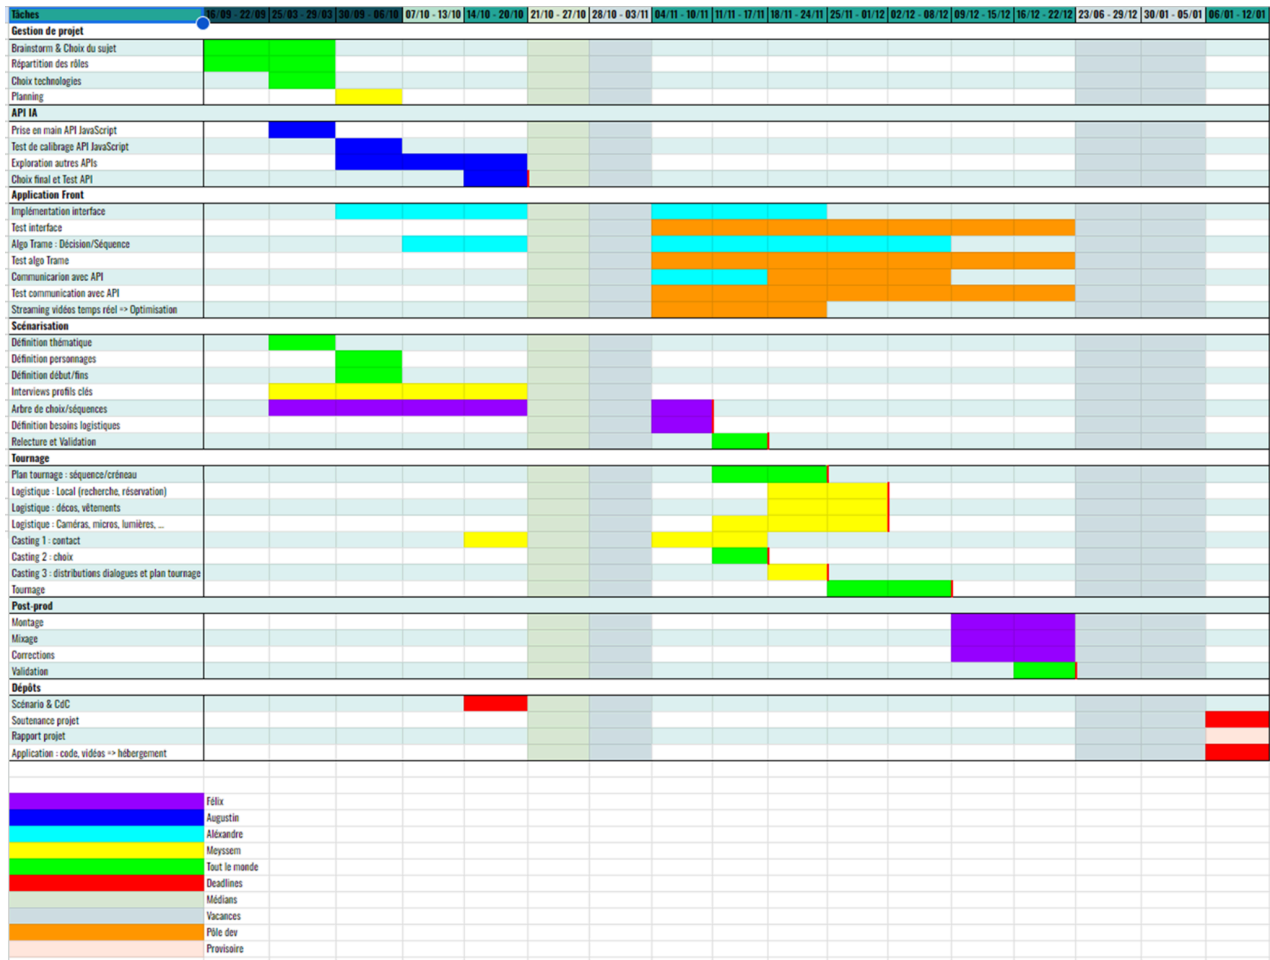 Tâches 16/09 - 22/09 25/03 - 29/03 30/09 - 06/10 07/10 - 13/10 14/10 - 20/10 21/10 - 27/10 28/10 - 03/11 04/11 - 10/11 11/11 - 17/11 18/11 - 24/11 25/11 - 01/12 02/12 - 08/12 09/12 - 15/12 16/12 - 22/12 23/06 - 29/12 30/01 - 05/01 06/01 - 12/01
Gestion de projet
Brainstorm & Choix du sujet
Répartition des rôles
Choix technologies
Planning
API IA
Prise en main API JavaScript
Test de calibrage API JavaScript
Exploration autres APIs
Choix final et Test API
Application Front
Implémentation interface
Test interface
Algo Trame : Décision/Séquence
Test algo Trame
Communicarion avec API
Test communication avec API
Streaming vidéos temps réel => Optimisation
Scénarisation
Définition thématique
Définition personnages
Définition début/fins
Interviews profils clés
Arbre de choix/séquences
Définition besoins logistiques
Relecture et Validation
Tournage
Plan tournage : séquence/créneau
Logistique : Local (recherche, réservation)
Logistique : décos, vêtements
Logistique : Caméras, micros, lumières, ...
Casting 1 : contact
Casting 2 : choix
Casting 3 : distributions dialogues et plan tournage
Tournage
Post-prod
Montage
Mixage
Corrections
Validation
Dépôts
Scénario & CdC
Soutenance projet
Rapport projet
Application : code, vidéos => hébergement
Félix
Augustin
Aléxandre
Meyssem
Tout le monde
Deadlines
Médians
Vacances
Pôle dev
Provisoire